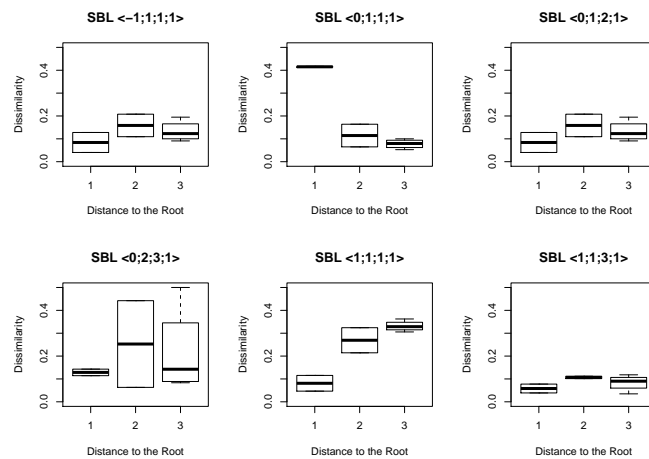 SBL <−1;1;1;1>
SBL <0;1;1;1>
SBL <0;1;2;1>
Dissimilarity
0.0 0.2 0.4
1 2 3
Distance to the Root
Dissimilarity
0.0 0.2 0.4
1 2 3
Distance to the Root
Dissimilarity
0.0 0.2 0.4
1 2 3
Distance to the Root
SBL <0;2;3;1>
SBL <1;1;1;1>
SBL <1;1;3;1>
Dissimilarity
0.0 0.2 0.4
1 2 3
Distance to the Root
Dissimilarity
0.0 0.2 0.4
1 2 3
Distance to the Root
Dissimilarity
0.0 0.2 0.4
1 2 3
Distance to the Root